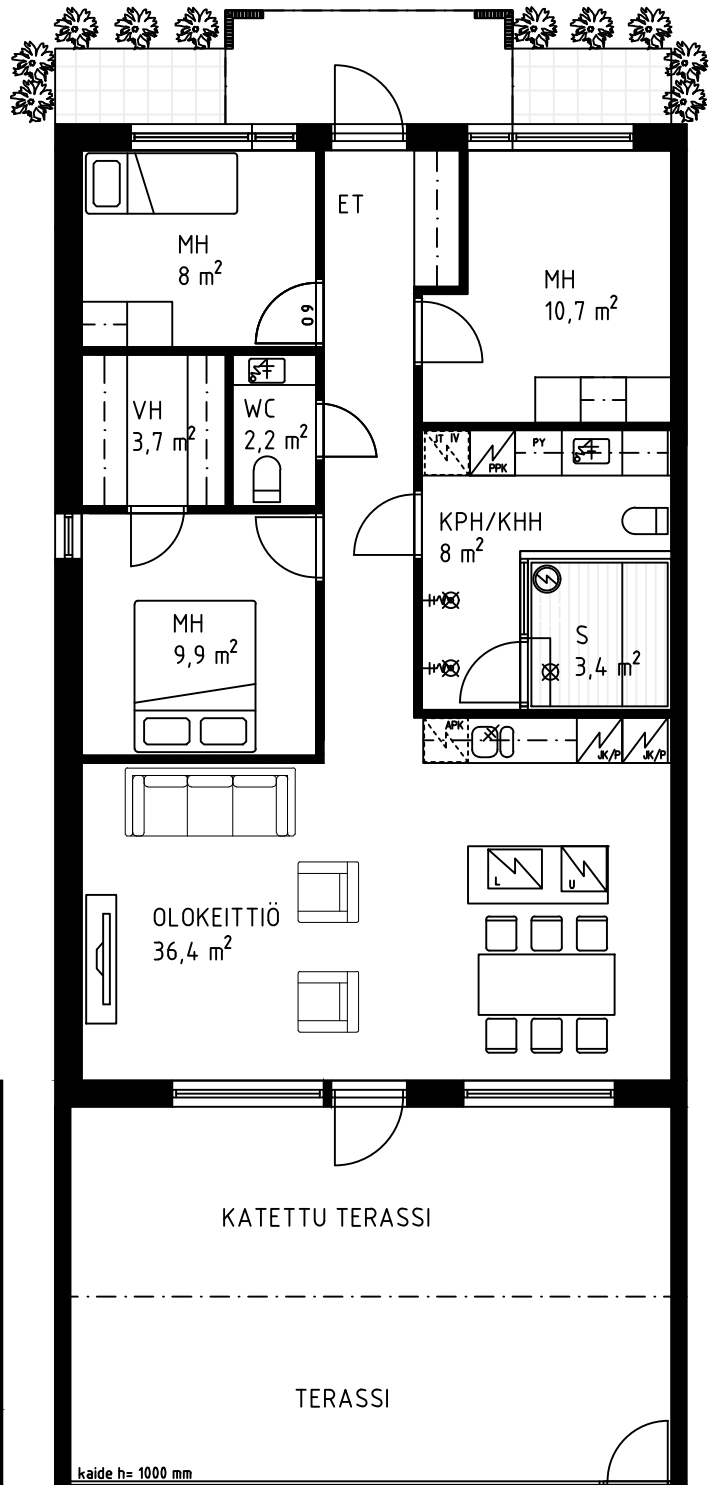 ET
MH
8 m²
MH
10,7 m²
60
VH
3,7 m²
WC
2,2 m²
JT IV
PPK
PY
KPH/KHH
8 m²
MH
9,9 m²
S
3,4 m²
APK
JK/P
JK/P
L
U
OLOKEITTIÖ
36,4 m²
KATETTU TERASSI
TERASSI
kaide h= 1000 mm